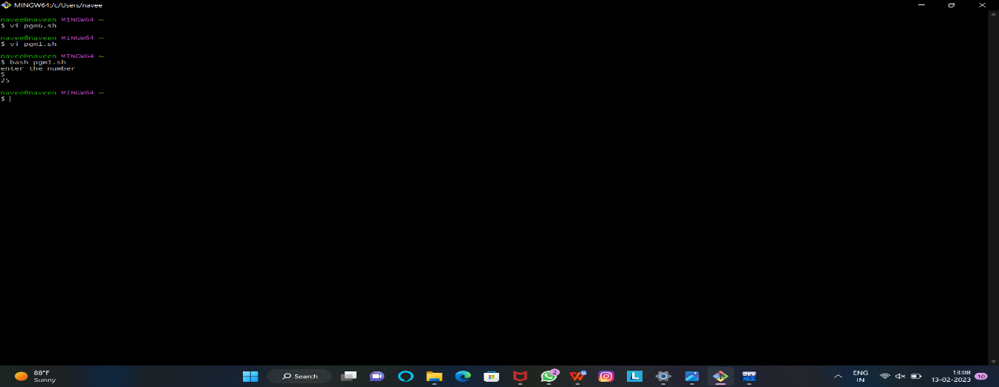 MINGW64:/c/Users/navee
navee@naveen MINGW64 ~
$ vi pgm6.sh
navee@naveen MINGW64 ~
$ vi pgm1.sh
navee@naveen MINGW64 ~
$ bash pgm1.sh
enter the number
5
25
navee@naveen MINGW64 ~
$
88°F
Sunny
Search
2
L
DEV
ENG
IN
13:08
13-02-2023
10